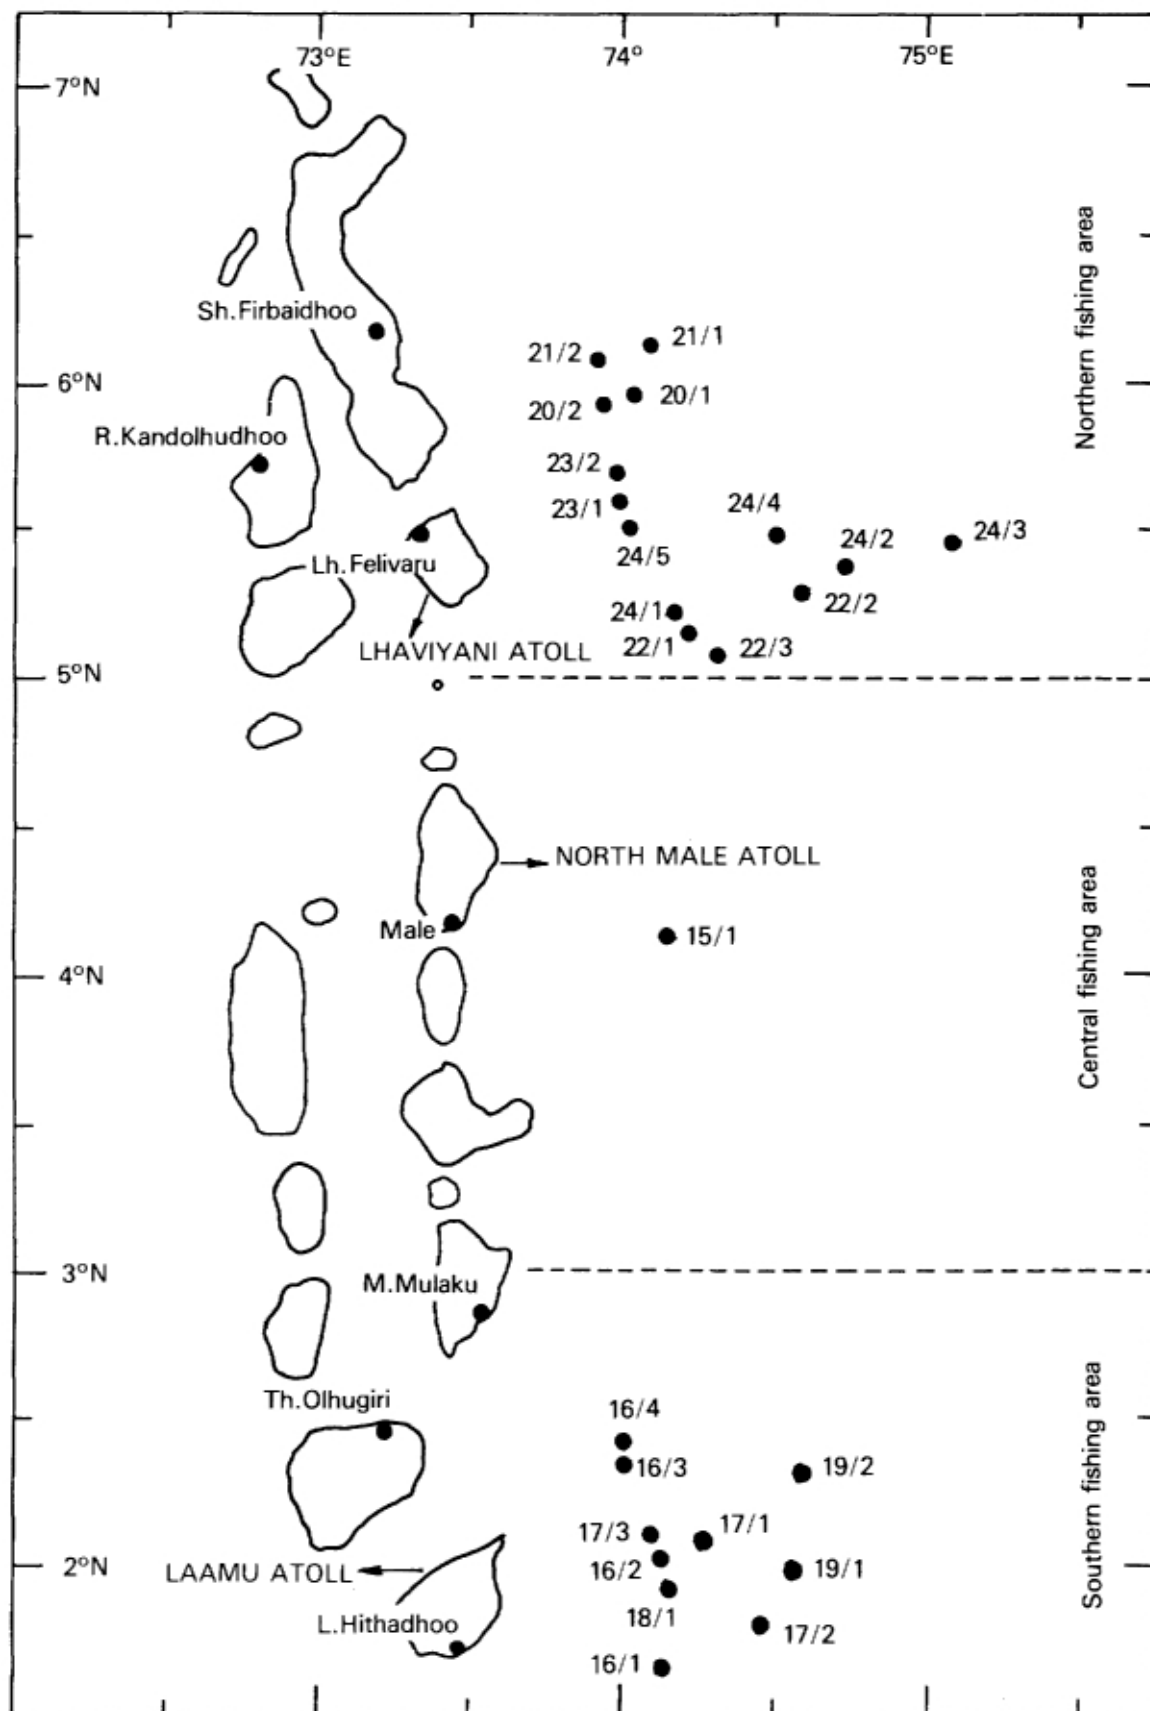 73°E
74°
75°E
7°N
Northern fishing area
Sh.Firbaidhoo
21/1
21/2
6°N
20/1
20/2
R.Kandolhudhoo
23/2
23/1
24/4
24/3
24/2
24/5
Lh.Felivaru
22/2
24/1
22/1
22/3
LHAVIYANI ATOLL
5°N
NORTH MALE ATOLL
Central fishing area
Male
15/1
4°N
3°N
M.Mulaku
Southern fishing area
Th.Olhugiri
16/4
16/3
19/2
17/3
17/1
2°N
LAAMU ATOLL
16/2
19/1
18/1
L.Hithadhoo
17/2
16/1